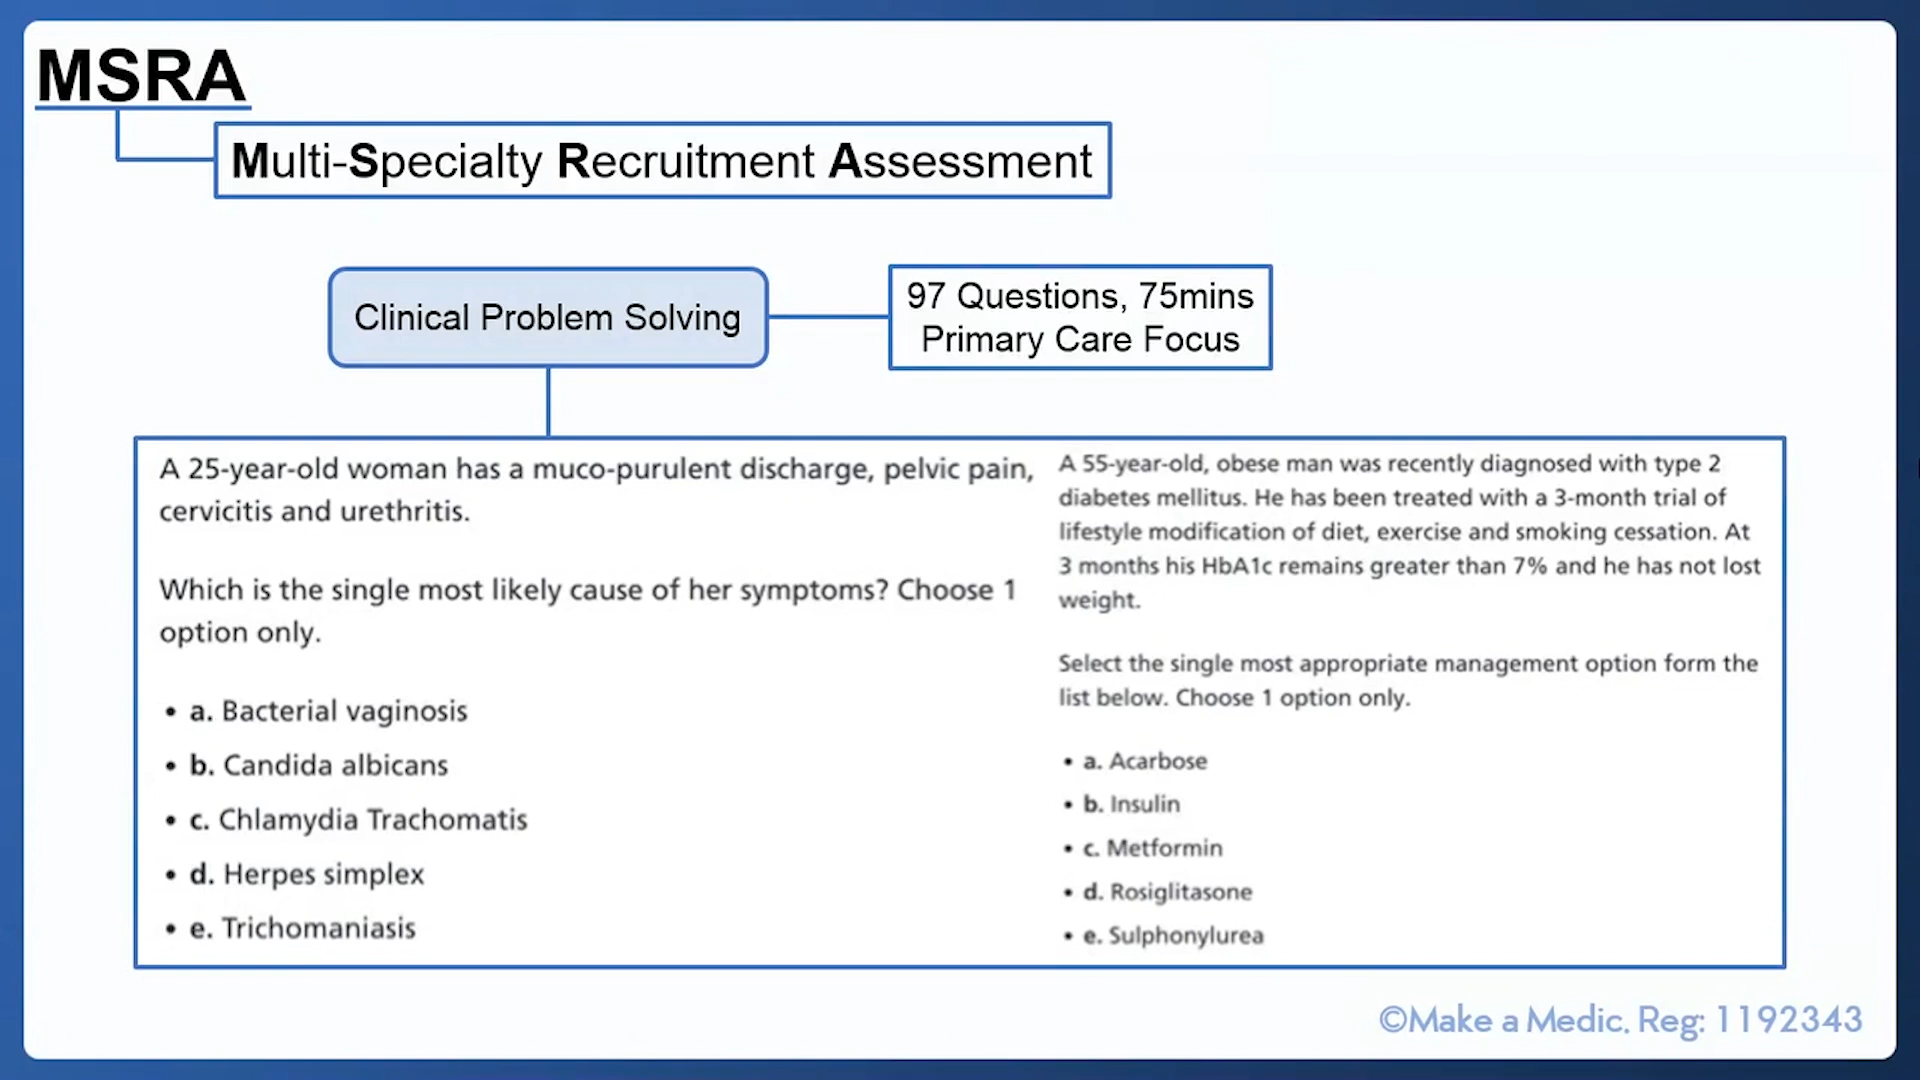 MSRA
Multi-Specialty Recruitment Assessment
Clinical Problem Solving
97 Questions, 75mins
Primary Care Focus
A 25-year-old woman has a muco-purulent discharge, pelvic pain,
cervicitis and urethritis.
Which is the single most likely cause of her symptoms? Choose 1
option only.
• a. Bacterial vaginosis
• b. Candida albicans
• c. Chlamydia Trachomatis
• d. Herpes simplex
• e. Trichomaniasis
A 55-year-old, obese man was recently diagnosed with type 2
diabetes mellitus. He has been treated with a 3-month trial of
lifestyle modification of diet, exercise and smoking cessation. At
3 months his HbA1c remains greater than 7% and he has not lost
weight.
Select the single most appropriate management option form the
list below. Choose 1 option only.
• a. Acarbose
• b. Insulin
• c. Metformin
• d. Rosiglitasone
• e. Sulphonylurea
©Make a Medic. Reg: 1192343